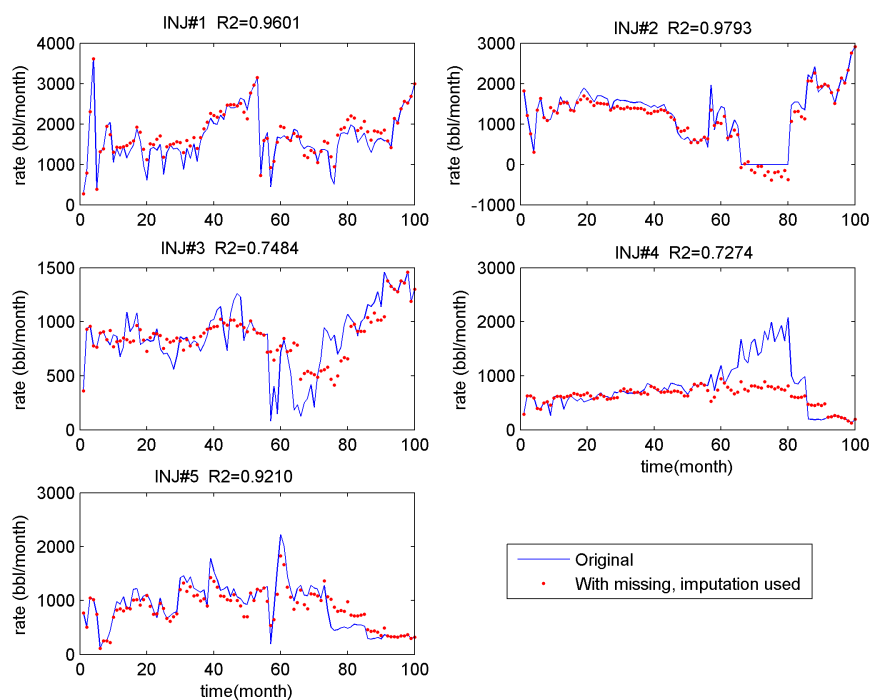 INJ#1 R2=0.9601
rate (bbl/month)
4000
3000
2000
1000
0
0 20 40 60 80 100
INJ#2 R2=0.9793
rate (bbl/month)
3000
2000
1000
0
-1000
0 20 40 60 80 100
INJ#3 R2=0.7484
rate (bbl/month)
1500
1000
500
0
0 20 40 60 80 100
INJ#4 R2=0.7274
rate (bbl/month)
3000
2000
1000
0
0 20 40 60 80 100
time(month)
INJ#5 R2=0.9210
rate (bbl/month)
3000
2000
1000
0
0 20 40 60 80 100
time(month)
Original
With missing, imputation used